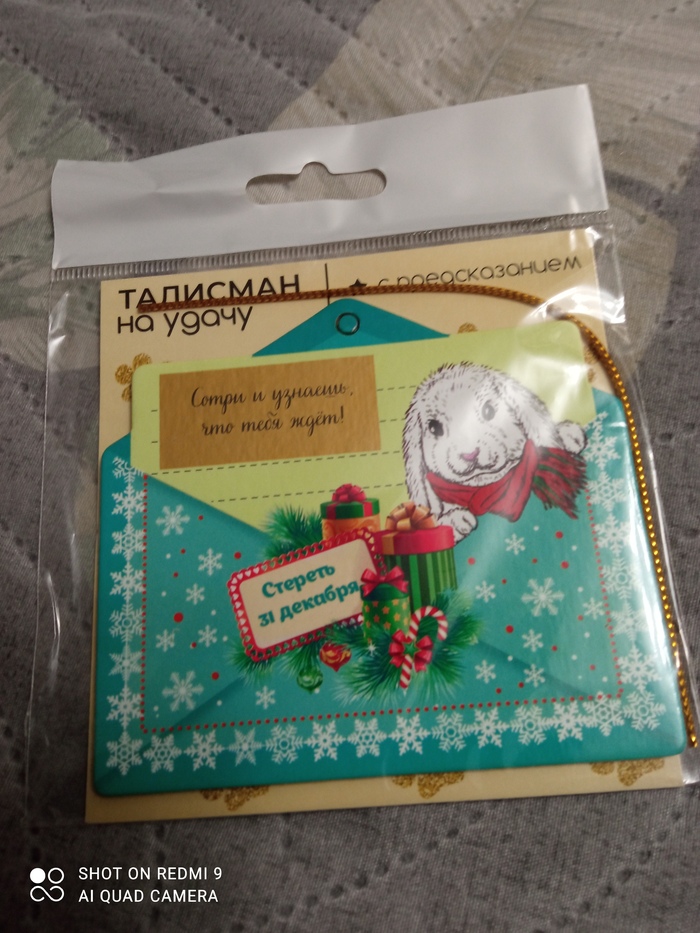 ТАЛИСМАН
на удачу
с предсказанием
Сотри и узнаешь,
что тебя ждёт!
Стереть
31 декабря
SHOT ON REDMI 9
AI QUAD CAMERA